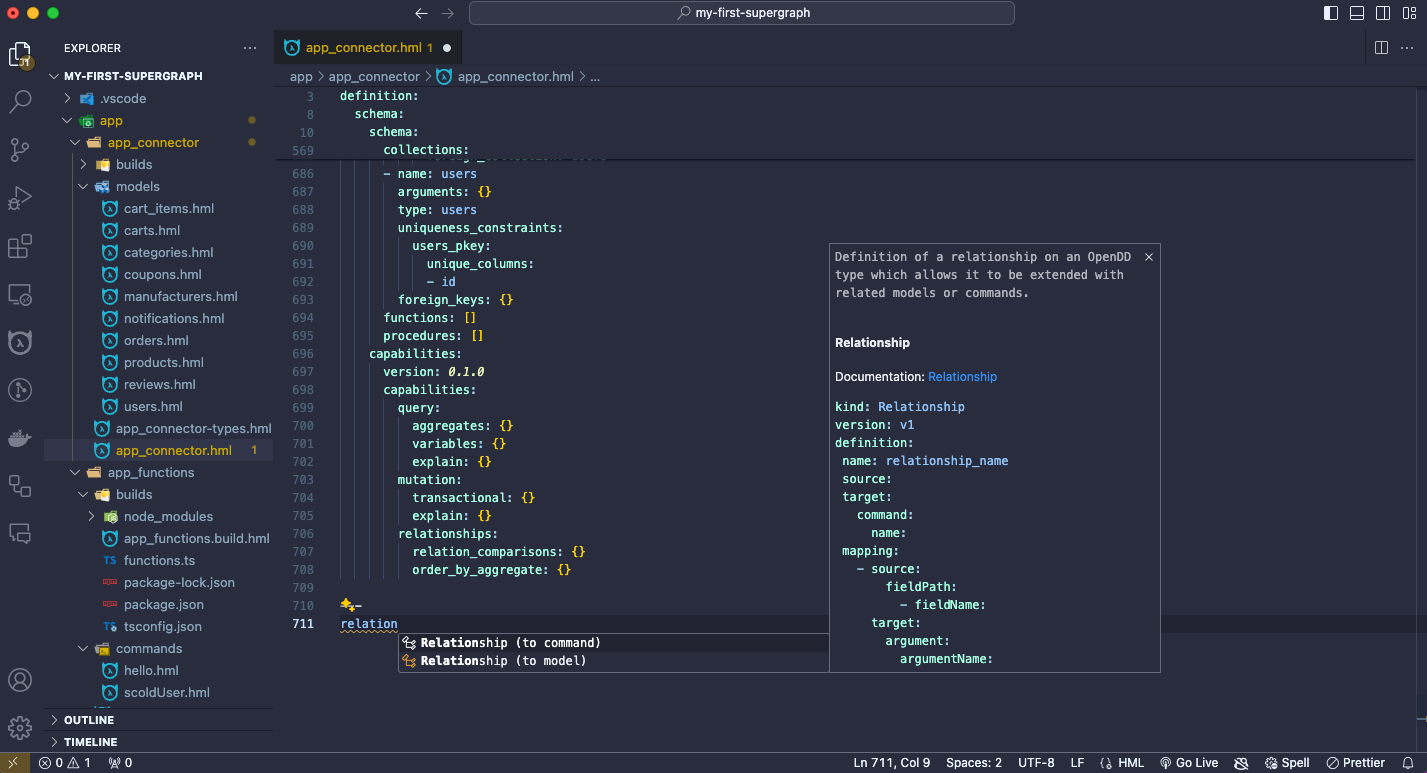 my-first-supergraph
EXPLORER
MY-FIRST-SUPERGRAPH
.vscode
app
app_connector
builds
models
cart_items.hml
carts.hml
categories.hml
coupons.hml
manufacturers.hml
notifications.hml
orders.hml
products.hml
reviews.hml
users.hml
app_connector-types.hml
app_connector.hml 1
app_functions
builds
node_modules
app_functions.build.hml
TS functions.ts
package-lock.json
package.json
TS tsconfig.json
commands
hello.hml
scoldUser.hml
OUTLINE
TIMELINE
app_connector.hml 1
app > app_connector > app_connector.hml > ...
3 definition:
8 schema:
10 schema:
569 collections:
686 - name: users
687 arguments: {}
688 type: users
689 uniqueness_constraints:
690 users_pkey:
691 unique_columns:
692 - id
693 foreign_keys: {}
694 functions: []
695 procedures: []
696 capabilities:
697 version: 0.1.0
698 capabilities:
699 query:
700 aggregates: {}
701 variables: {}
702 explain: {}
703 mutation:
704 transactional: {}
705 explain: {}
706 relationships:
707 relation_comparisons: {}
708 order_by_aggregate: {}
709
710
711 relation
Relationship (to command)
Relationship (to model)
Definition of a relationship on an OpenDD
type which allows it to be extended with
related models or commands.
Relationship
Documentation: Relationship
kind: Relationship
version: v1
definition:
name: relationship_name
source:
target:
command:
name:
mapping:
- source:
fieldPath:
- fieldName:
target:
argument:
argumentName:
0 1 0 Ln 711, Col 9 Spaces: 2 UTF-8 LF {} HML Go Live Spell Prettier